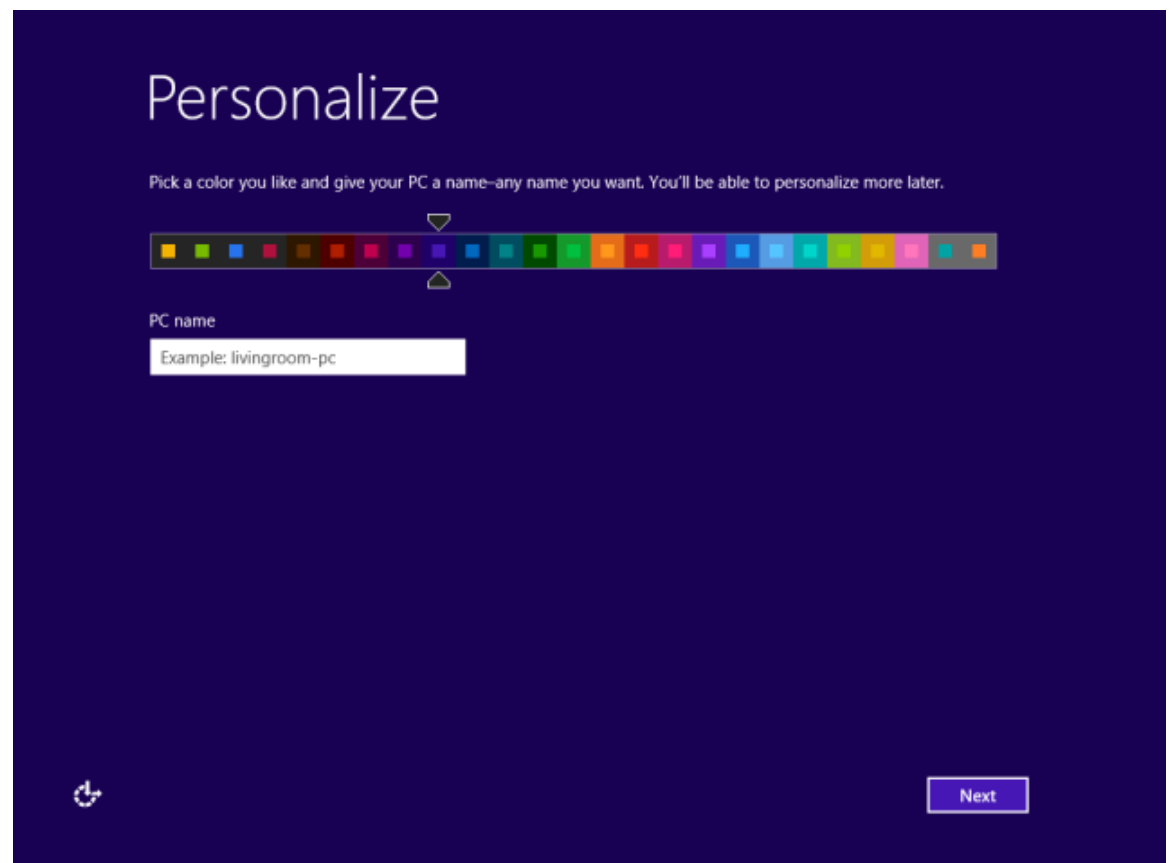 Personalize
Pick a color you like and give your PC a name–any name you want. You'll be able to personalize more later.
PC name
Example: livingroom-pc
Next